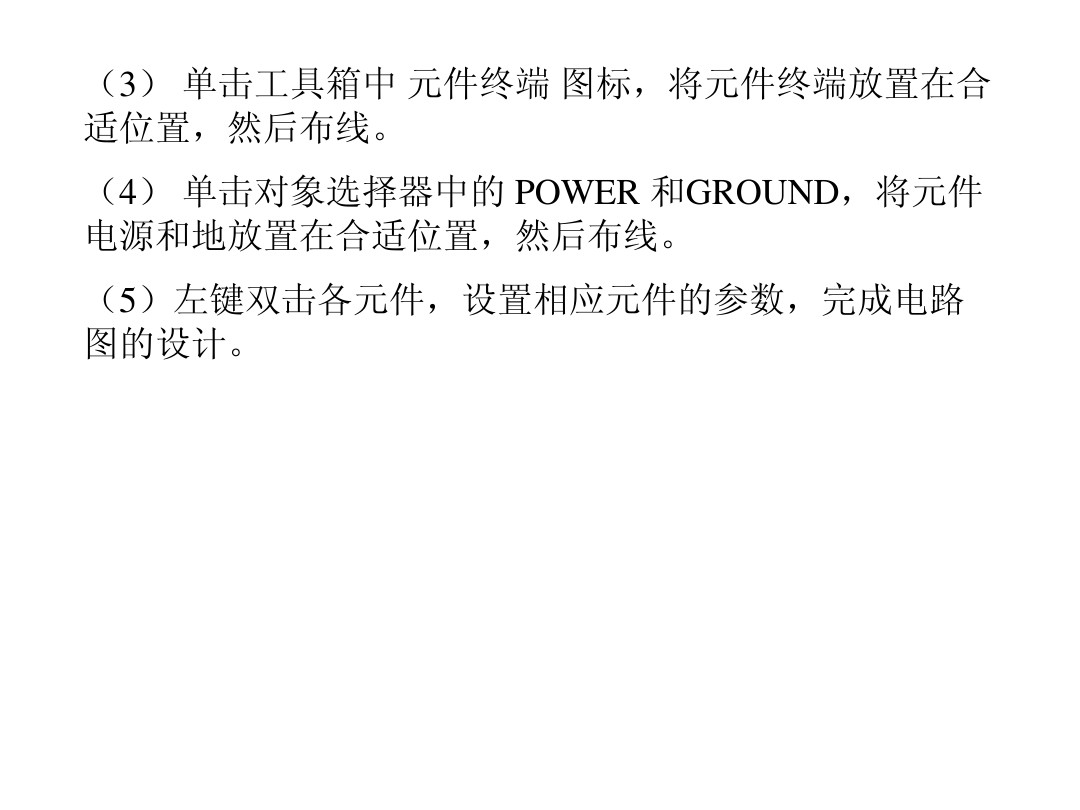 （3） 单击工具箱中 元件终端 图标，将元件终端放置在合
适位置，然后布线。
（4） 单击对象选择器中的 POWER 和GROUND，将元件
电源和地放置在合适位置，然后布线。
（5）左键双击各元件，设置相应元件的参数，完成电路
图的设计。